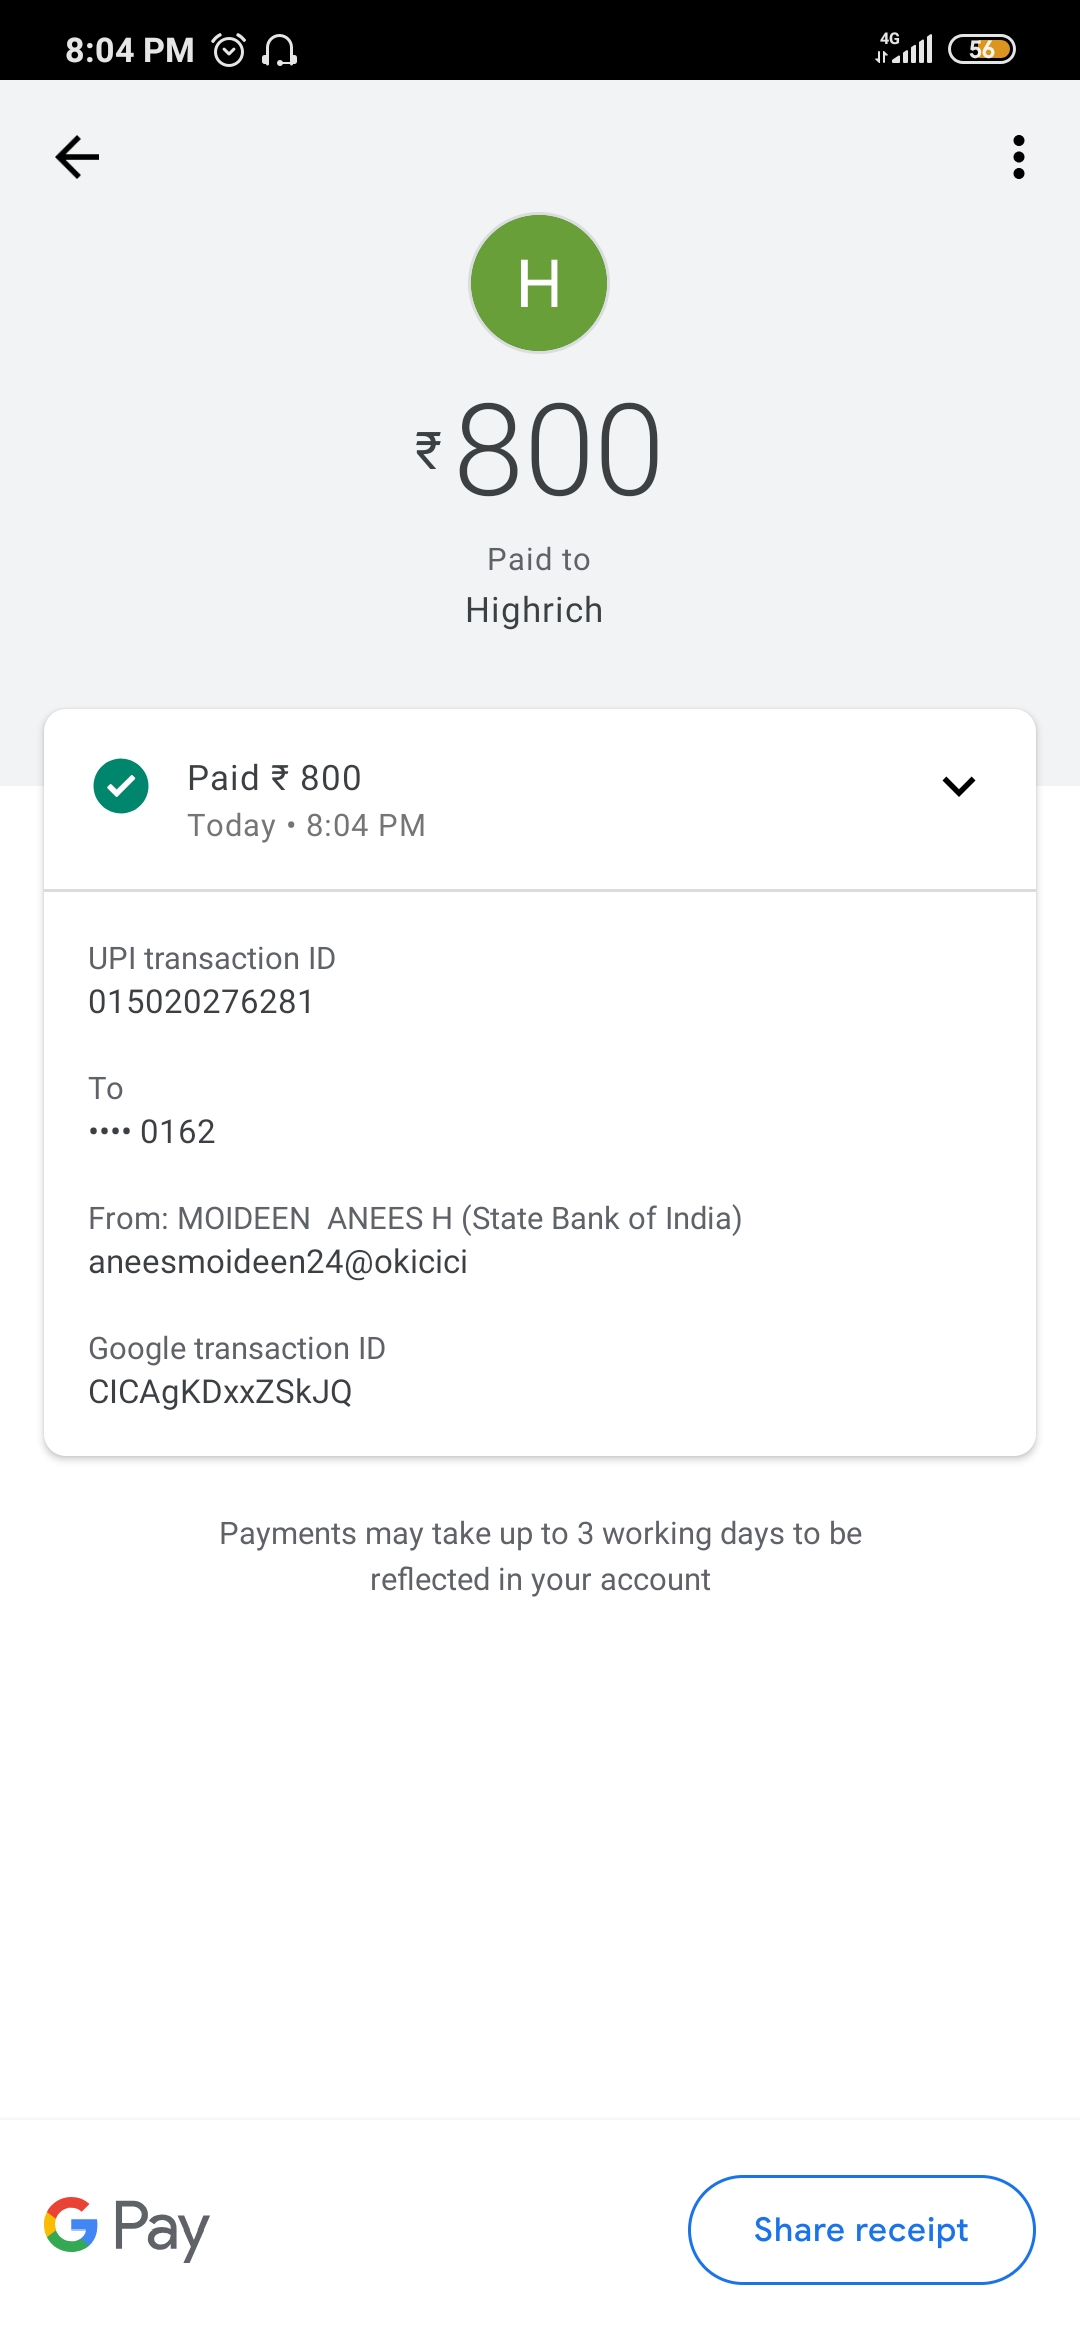 8:04 PM
4G
56
H
₹800
Paid to
Highrich
Paid ₹ 800
Today • 8:04 PM
UPI transaction ID
015020276281
To
•••• 0162
From: MOIDEEN  ANEES H (State Bank of India)
aneesmoideen24@okicici
Google transaction ID
CICAgKDxxZSkJQ
Payments may take up to 3 working days to be
reflected in your account
G Pay
Share receipt